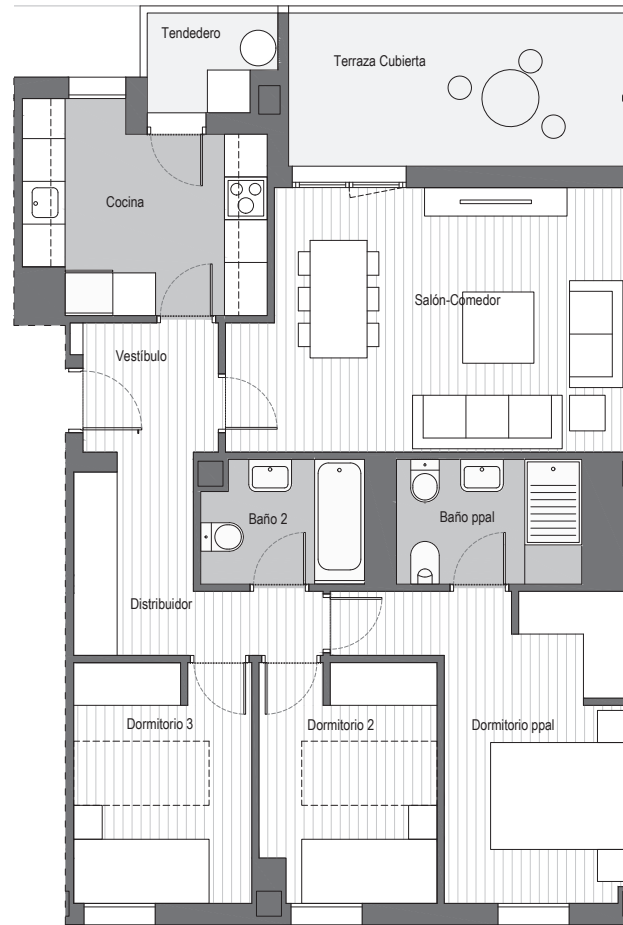 Tendedero
Terraza Cubierta
Cocina
Salón-Comedor
Vestíbulo
Baño 2
Baño ppal
Distribuidor
Dormitorio 3
Dormitorio 2
Dormitorio ppal